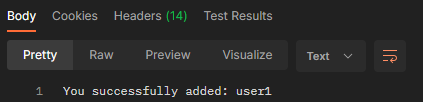 Body Cookies Headers (14) Test Results
Pretty Raw Preview Visualize Text
1 You successfully added: user1